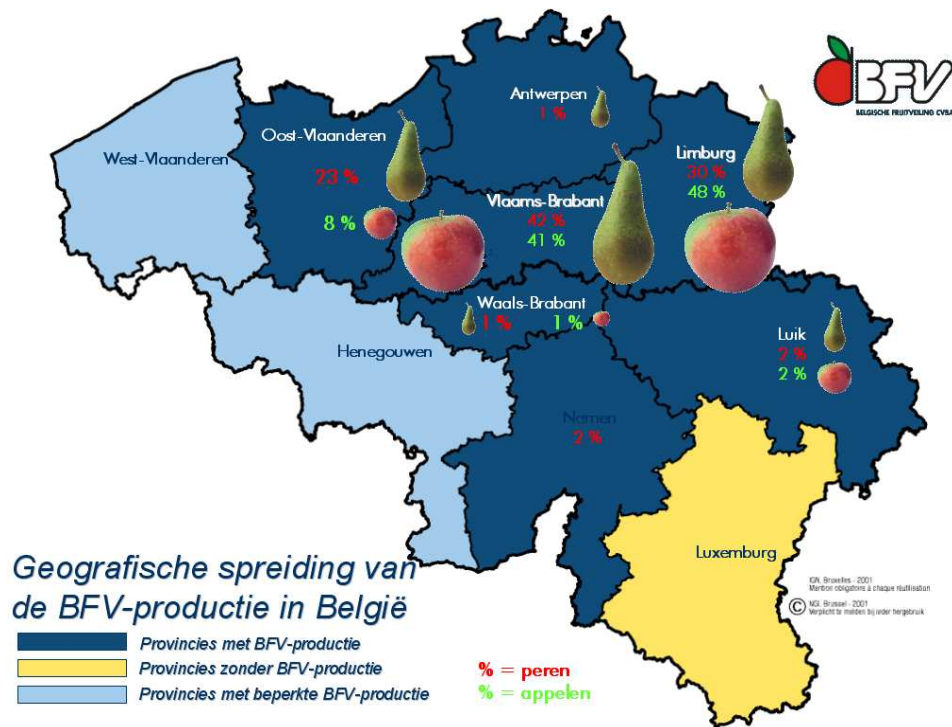 BFV
BELGISCHE FRUITVEILING CVBA
Antwerpen
1 %
Oost-Vlaanderen
23 %
8 %
West-Vlaanderen
Limburg
30 %
48 %
Vlaams-Brabant
42 %
41 %
Waals-Brabant
1 %
1 %
Henegouwen
Luik
2 %
2 %
Namen
2 %
Luxemburg
Geografische spreiding van
de BFV-productie in België
Provincies met BFV-productie
Provincies zonder BFV-productie
Provincies met beperkte BFV-productie
% = peren
% = appelen
IGN, Bruxelles - 2001
Mention obligatoire à chaque réutilisation
© NGI, Brussel - 2001
Verplicht te melden bij ieder hergebruik